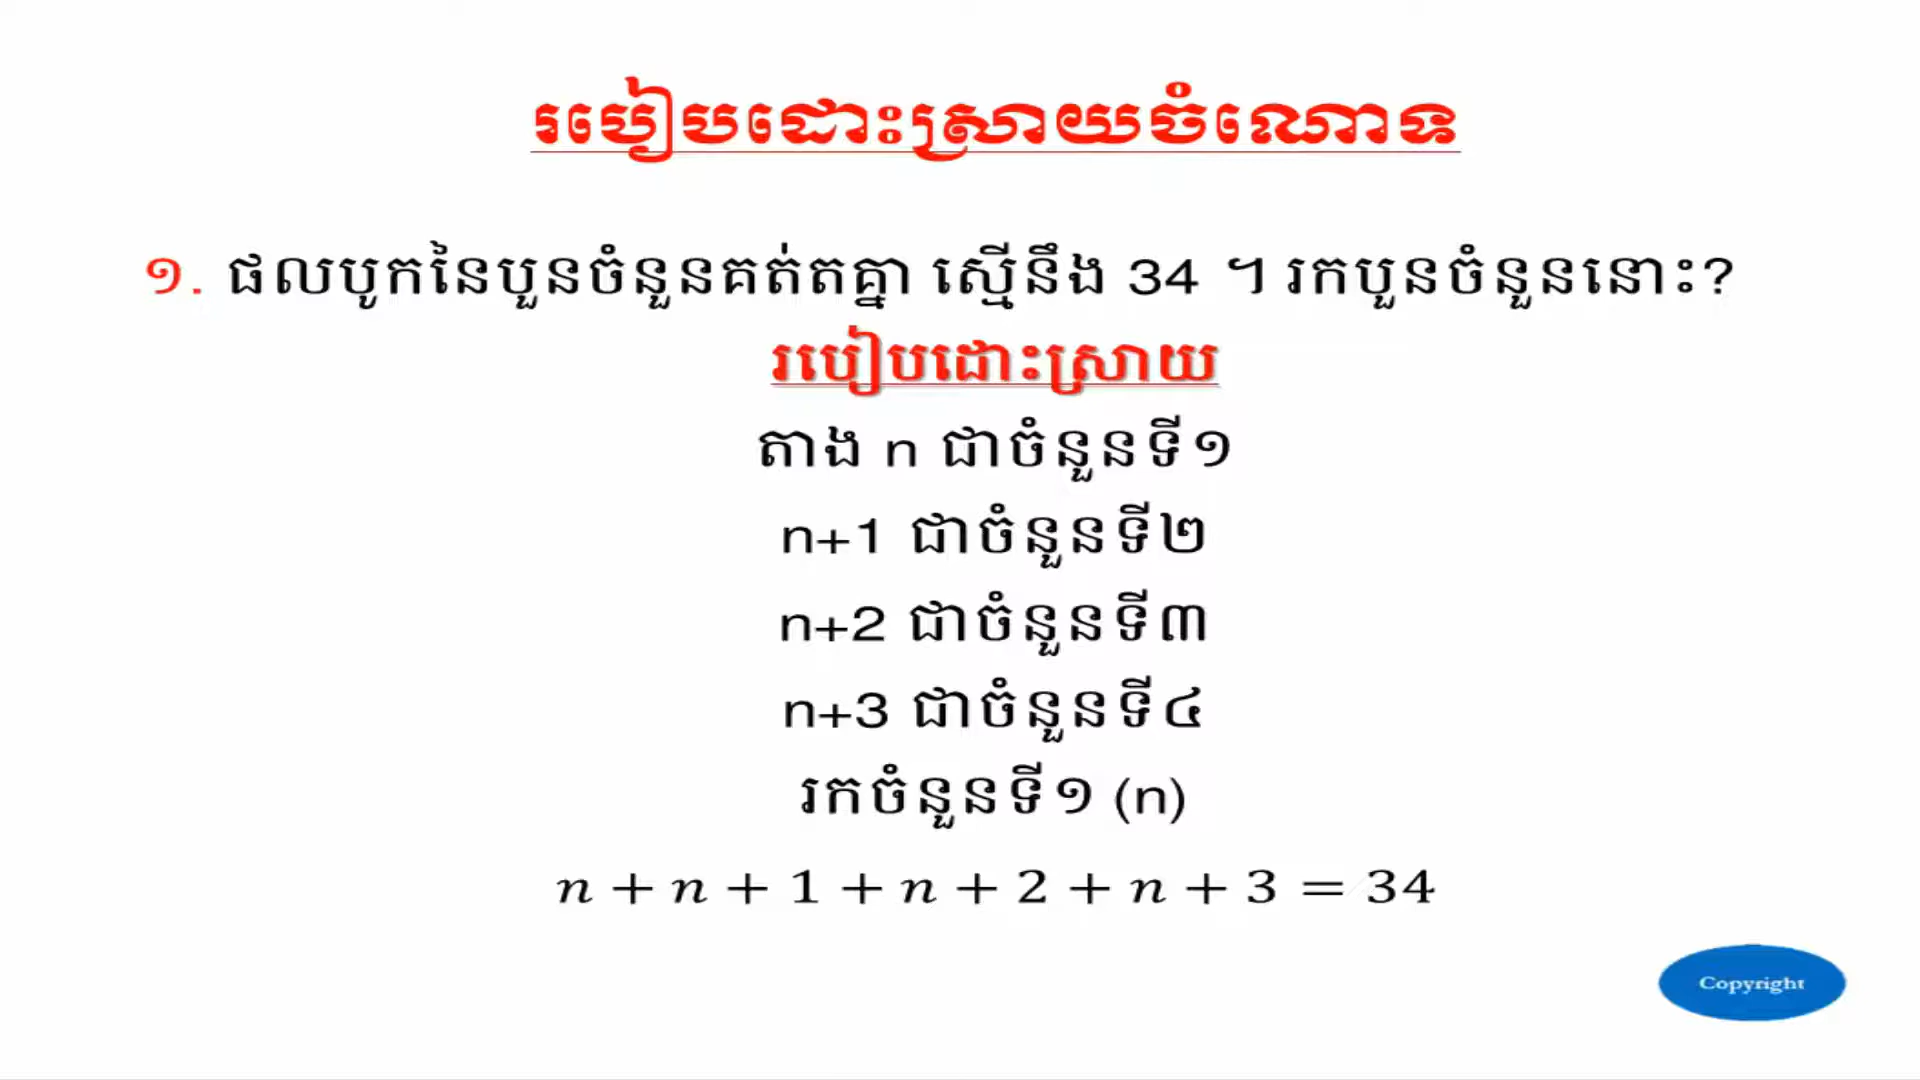 របៀបដោះស្រាយចំណោទ
១. ផលបូកនៃបួនចំនួនគត់តគ្នា ស្មើនឹង 34 ។ រកបួនចំនួននោះ?
របៀបដោះស្រាយ
តាង n ជាចំនួនទី១
n+1 ជាចំនួនទី២
n+2 ជាចំនួនទី៣
n+3 ជាចំនួនទី៤
រកចំនួនទី១ (n)
n + n + 1 + n + 2 + n + 3 = 34
Copyright